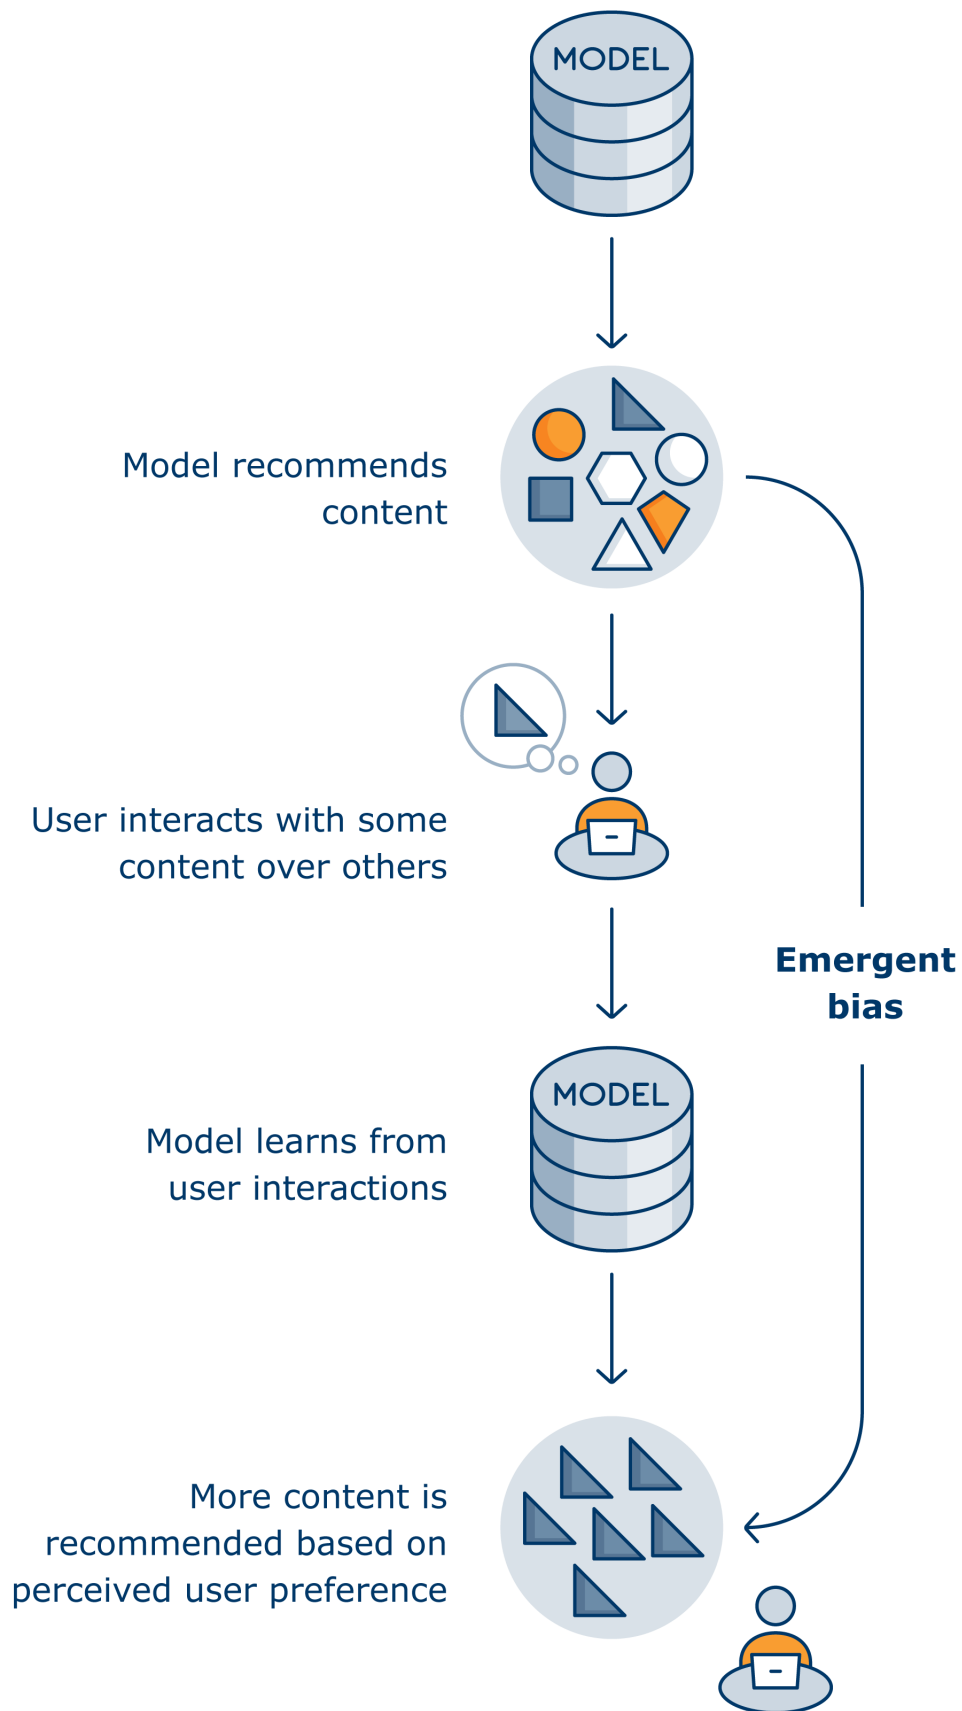 MODEL
Model recommends
content
User interacts with some
content over others
Emergent
bias
MODEL
Model learns from
user interactions
More content is
recommended based on
perceived user preference